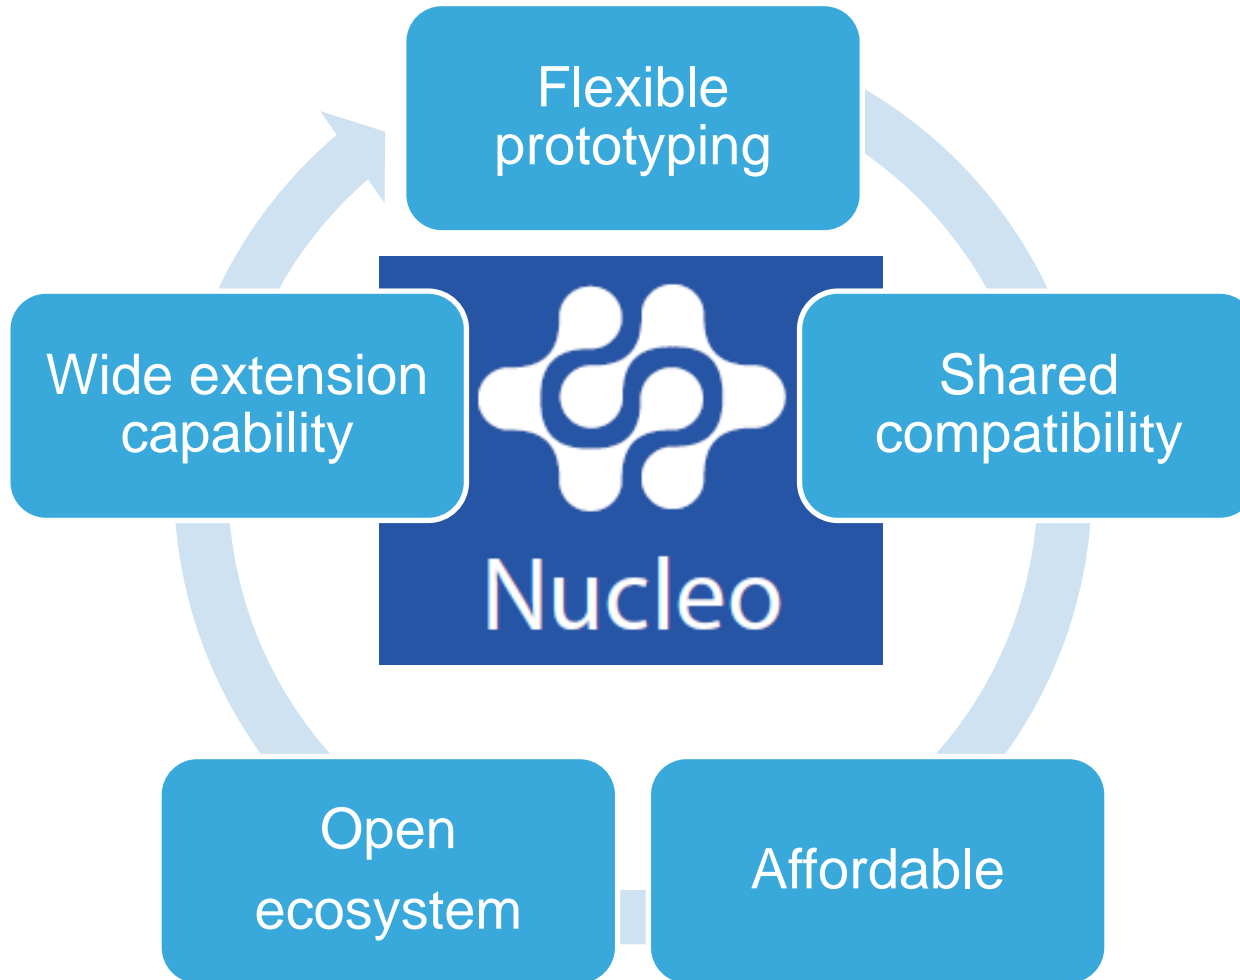 Flexible
prototyping
Wide extension
capability
Shared
compatibility
Nucleo
Open
ecosystem
Affordable